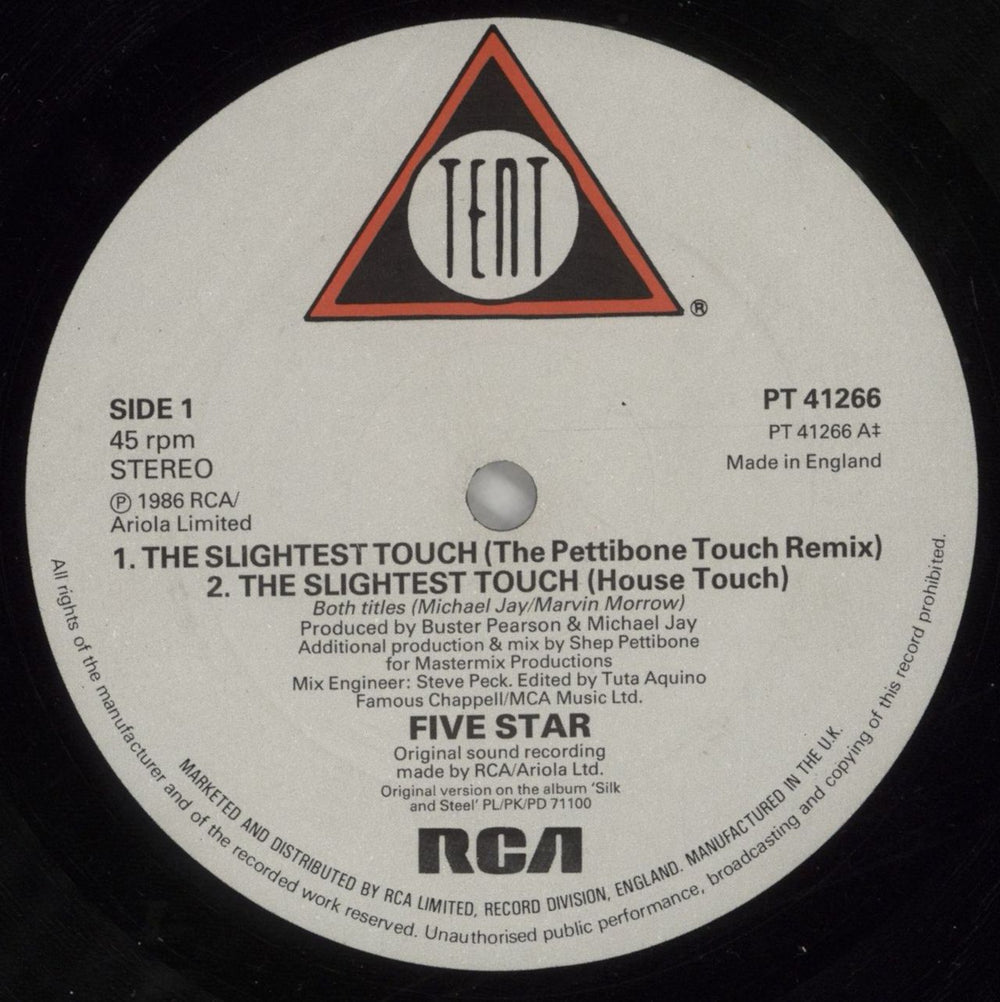 TENT
®
SIDE 1
45 rpm
STEREO
℗ 1986 RCA/
Ariola Limited
PT 41266
PT 41266 A‡
Made in England
1. THE SLIGHTEST TOUCH (The Pettibone Touch Remix)
2. THE SLIGHTEST TOUCH (House Touch)
Both titles (Michael Jay/Marvin Morrow)
Produced by Buster Pearson & Michael Jay
Additional production & mix by Shep Pettibone
for Mastermix Productions
Mix Engineer: Steve Peck. Edited by Tuta Aquino
Famous Chappell/MCA Music Ltd.
FIVE STAR
Original sound recording
made by RCA/Ariola Ltd.
Original version on the album ‘Silk
and Steel’ PL/PK/PD 71100
RCA
MARKETED AND DISTRIBUTED BY RCA LIMITED, RECORD DIVISION, ENGLAND. MANUFACTURED IN THE U.K.
All rights of the manufacturer and of the recorded work reserved. Unauthorised public performance, broadcasting and copying of this record prohibited.